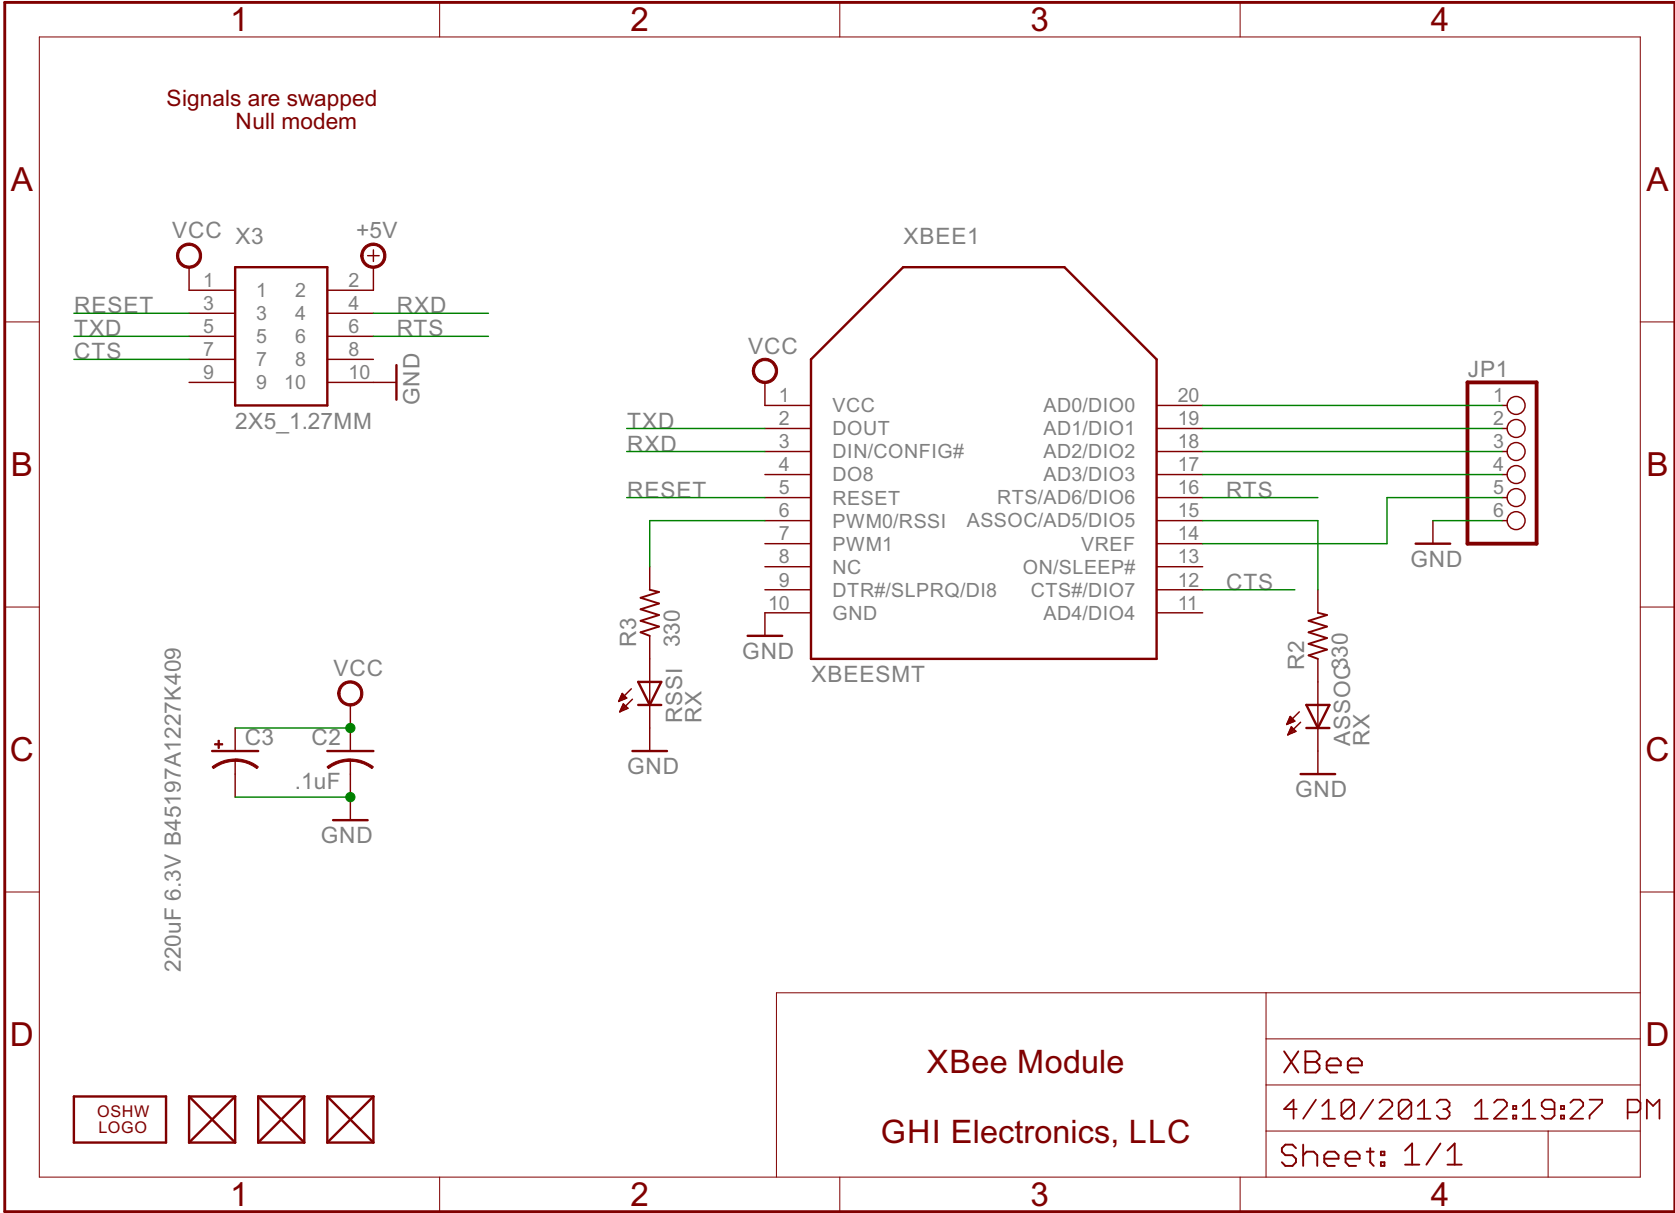 1 2 3 4
A A
B B
C C
D D
1 2 3 4
Signals are swapped
Null modem
VCC X3 +5V
1 1 2 2
RESET 3 3 4 4 RXD
TXD 5 5 6 6 RTS
CTS 7 7 8 8
9 9 10 10 GND
2X5_1.27MM
XBEE1
VCC
1 VCC AD0/DIO0 20
TXD 2 DOUT AD1/DIO1 19
RXD 3 DIN/CONFIG# AD2/DIO2 18
4 DO8 AD3/DIO3 17
RESET 5 RESET RTS/AD6/DIO6 16 RTS
6 PWM0/RSSI ASSOC/AD5/DIO5 15
7 PWM1 VREF 14
8 NC ON/SLEEP# 13
9 DTR#/SLPRQ/DI8 CTS#/DIO7 12 CTS
10 GND AD4/DIO4 11
GND
XBEESMT
JP1
1
2
3
4
5
6
GND
R3
330
RSSI
RX
GND
R2
330
ASSOC
RX
GND
220uF 6.3V B45197A1227K409
VCC
+ C3 C2
.1uF
GND
OSHW
LOGO
XBee Module
GHI Electronics, LLC
XBee
4/10/2013 12:19:27 PM
Sheet: 1/1